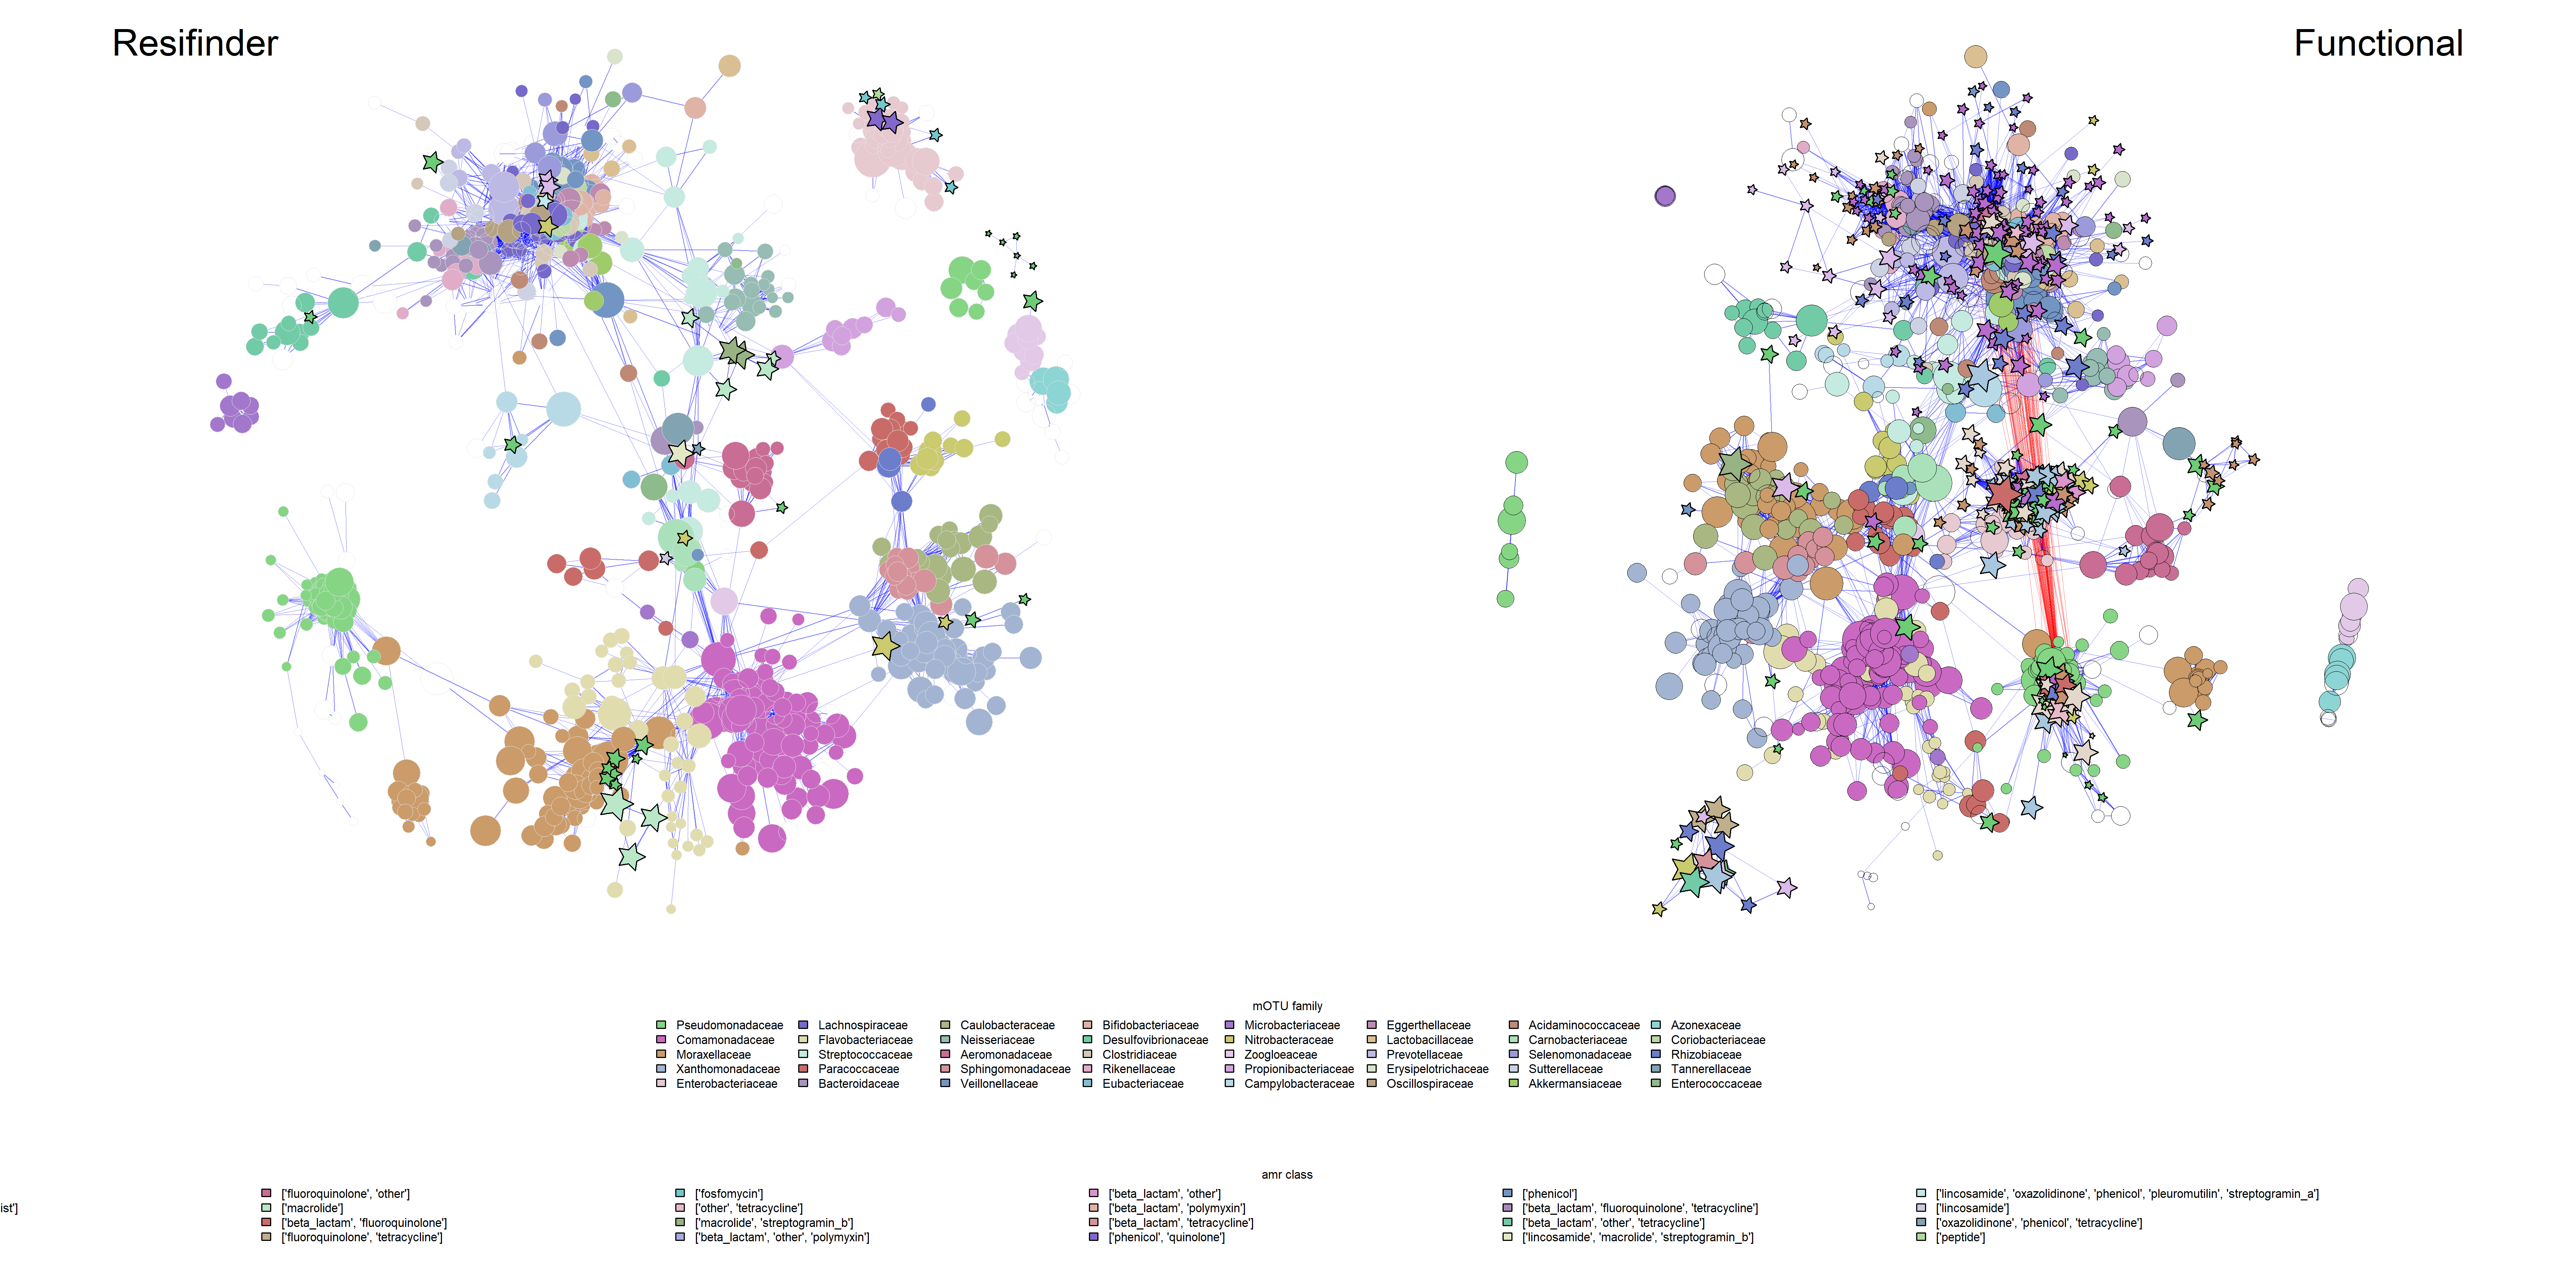 Resifinder
Functional
mOTU family
Pseudomonadaceae Lachnospiraceae Caulobacteraceae Bifidobacteriaceae Microbacteriaceae Eggerthellaceae Acidaminococcaceae Azonexaceae
Comamonadaceae Flavobacteriaceae Neisseriaceae Desulfovibrionaceae Nitrobacteraceae Lactobacillaceae Carnobacteriaceae Coriobacteriaceae
Moraxellaceae Streptococcaceae Aeromonadaceae Clostridiaceae Zoogloeaceae Prevotellaceae Selenomonadaceae Rhizobiaceae
Xanthomonadaceae Paracoccaceae Sphingomonadaceae Rikenellaceae Propionibacteriaceae Erysipelotrichaceae Sutterellaceae Tannerellaceae
Enterobacteriaceae Bacteroidaceae Veillonellaceae Eubacteriaceae Campylobacteraceae Oscillospiraceae Akkermansiaceae Enterococcaceae
amr class
['fluoroquinolone', 'other'] ['fosfomycin'] ['beta_lactam', 'other'] ['phenicol'] ['lincosamide', 'oxazolidinone', 'phenicol', 'pleuromutilin', 'streptogramin_a']
ist'] ['macrolide'] ['other', 'tetracycline'] ['beta_lactam', 'polymyxin'] ['beta_lactam', 'fluoroquinolone', 'tetracycline'] ['lincosamide']
['beta_lactam', 'fluoroquinolone'] ['macrolide', 'streptogramin_b'] ['beta_lactam', 'tetracycline'] ['beta_lactam', 'other', 'tetracycline'] ['oxazolidinone', 'phenicol', 'tetracycline']
['fluoroquinolone', 'tetracycline'] ['beta_lactam', 'other', 'polymyxin'] ['phenicol', 'quinolone'] ['lincosamide', 'macrolide', 'streptogramin_b'] ['peptide']